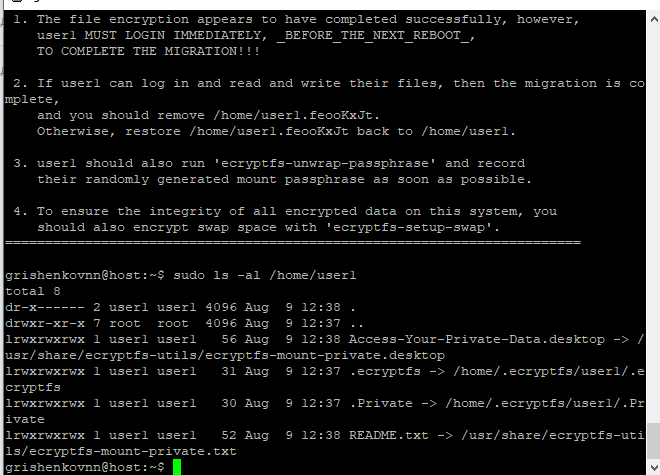 1. The file encryption appears to have completed successfully, however,
user1 MUST LOGIN IMMEDIATELY, _BEFORE_THE_NEXT_REBOOT_,
TO COMPLETE THE MIGRATION!!!
2. If user1 can log in and read and write their files, then the migration is co
mplete,
and you should remove /home/user1.feooKxJt.
Otherwise, restore /home/user1.feooKxJt back to /home/user1.
3. user1 should also run 'ecryptfs-unwrap-passphrase' and record
their randomly generated mount passphrase as soon as possible.
4. To ensure the integrity of all encrypted data on this system, you
should also encrypt swap space with 'ecryptfs-setup-swap'.
========================================================================
grishenkovnn@host:~$ sudo ls -al /home/user1
total 8
dr-x------ 2 user1 user1 4096 Aug  9 12:38 .
drwxr-xr-x 7 root  root  4096 Aug  9 12:37 ..
lrwxrwxrwx 1 user1 user1   56 Aug  9 12:38 Access-Your-Private-Data.desktop -> /
usr/share/ecryptfs-utils/ecryptfs-mount-private.desktop
lrwxrwxrwx 1 user1 user1   31 Aug  9 12:37 .ecryptfs -> /home/.ecryptfs/user1/.e
cryptfs
lrwxrwxrwx 1 user1 user1   30 Aug  9 12:37 .Private -> /home/.ecryptfs/user1/.Pr
ivate
lrwxrwxrwx 1 user1 user1   52 Aug  9 12:38 README.txt -> /usr/share/ecryptfs-uti
ls/ecryptfs-mount-private.txt
grishenkovnn@host:~$